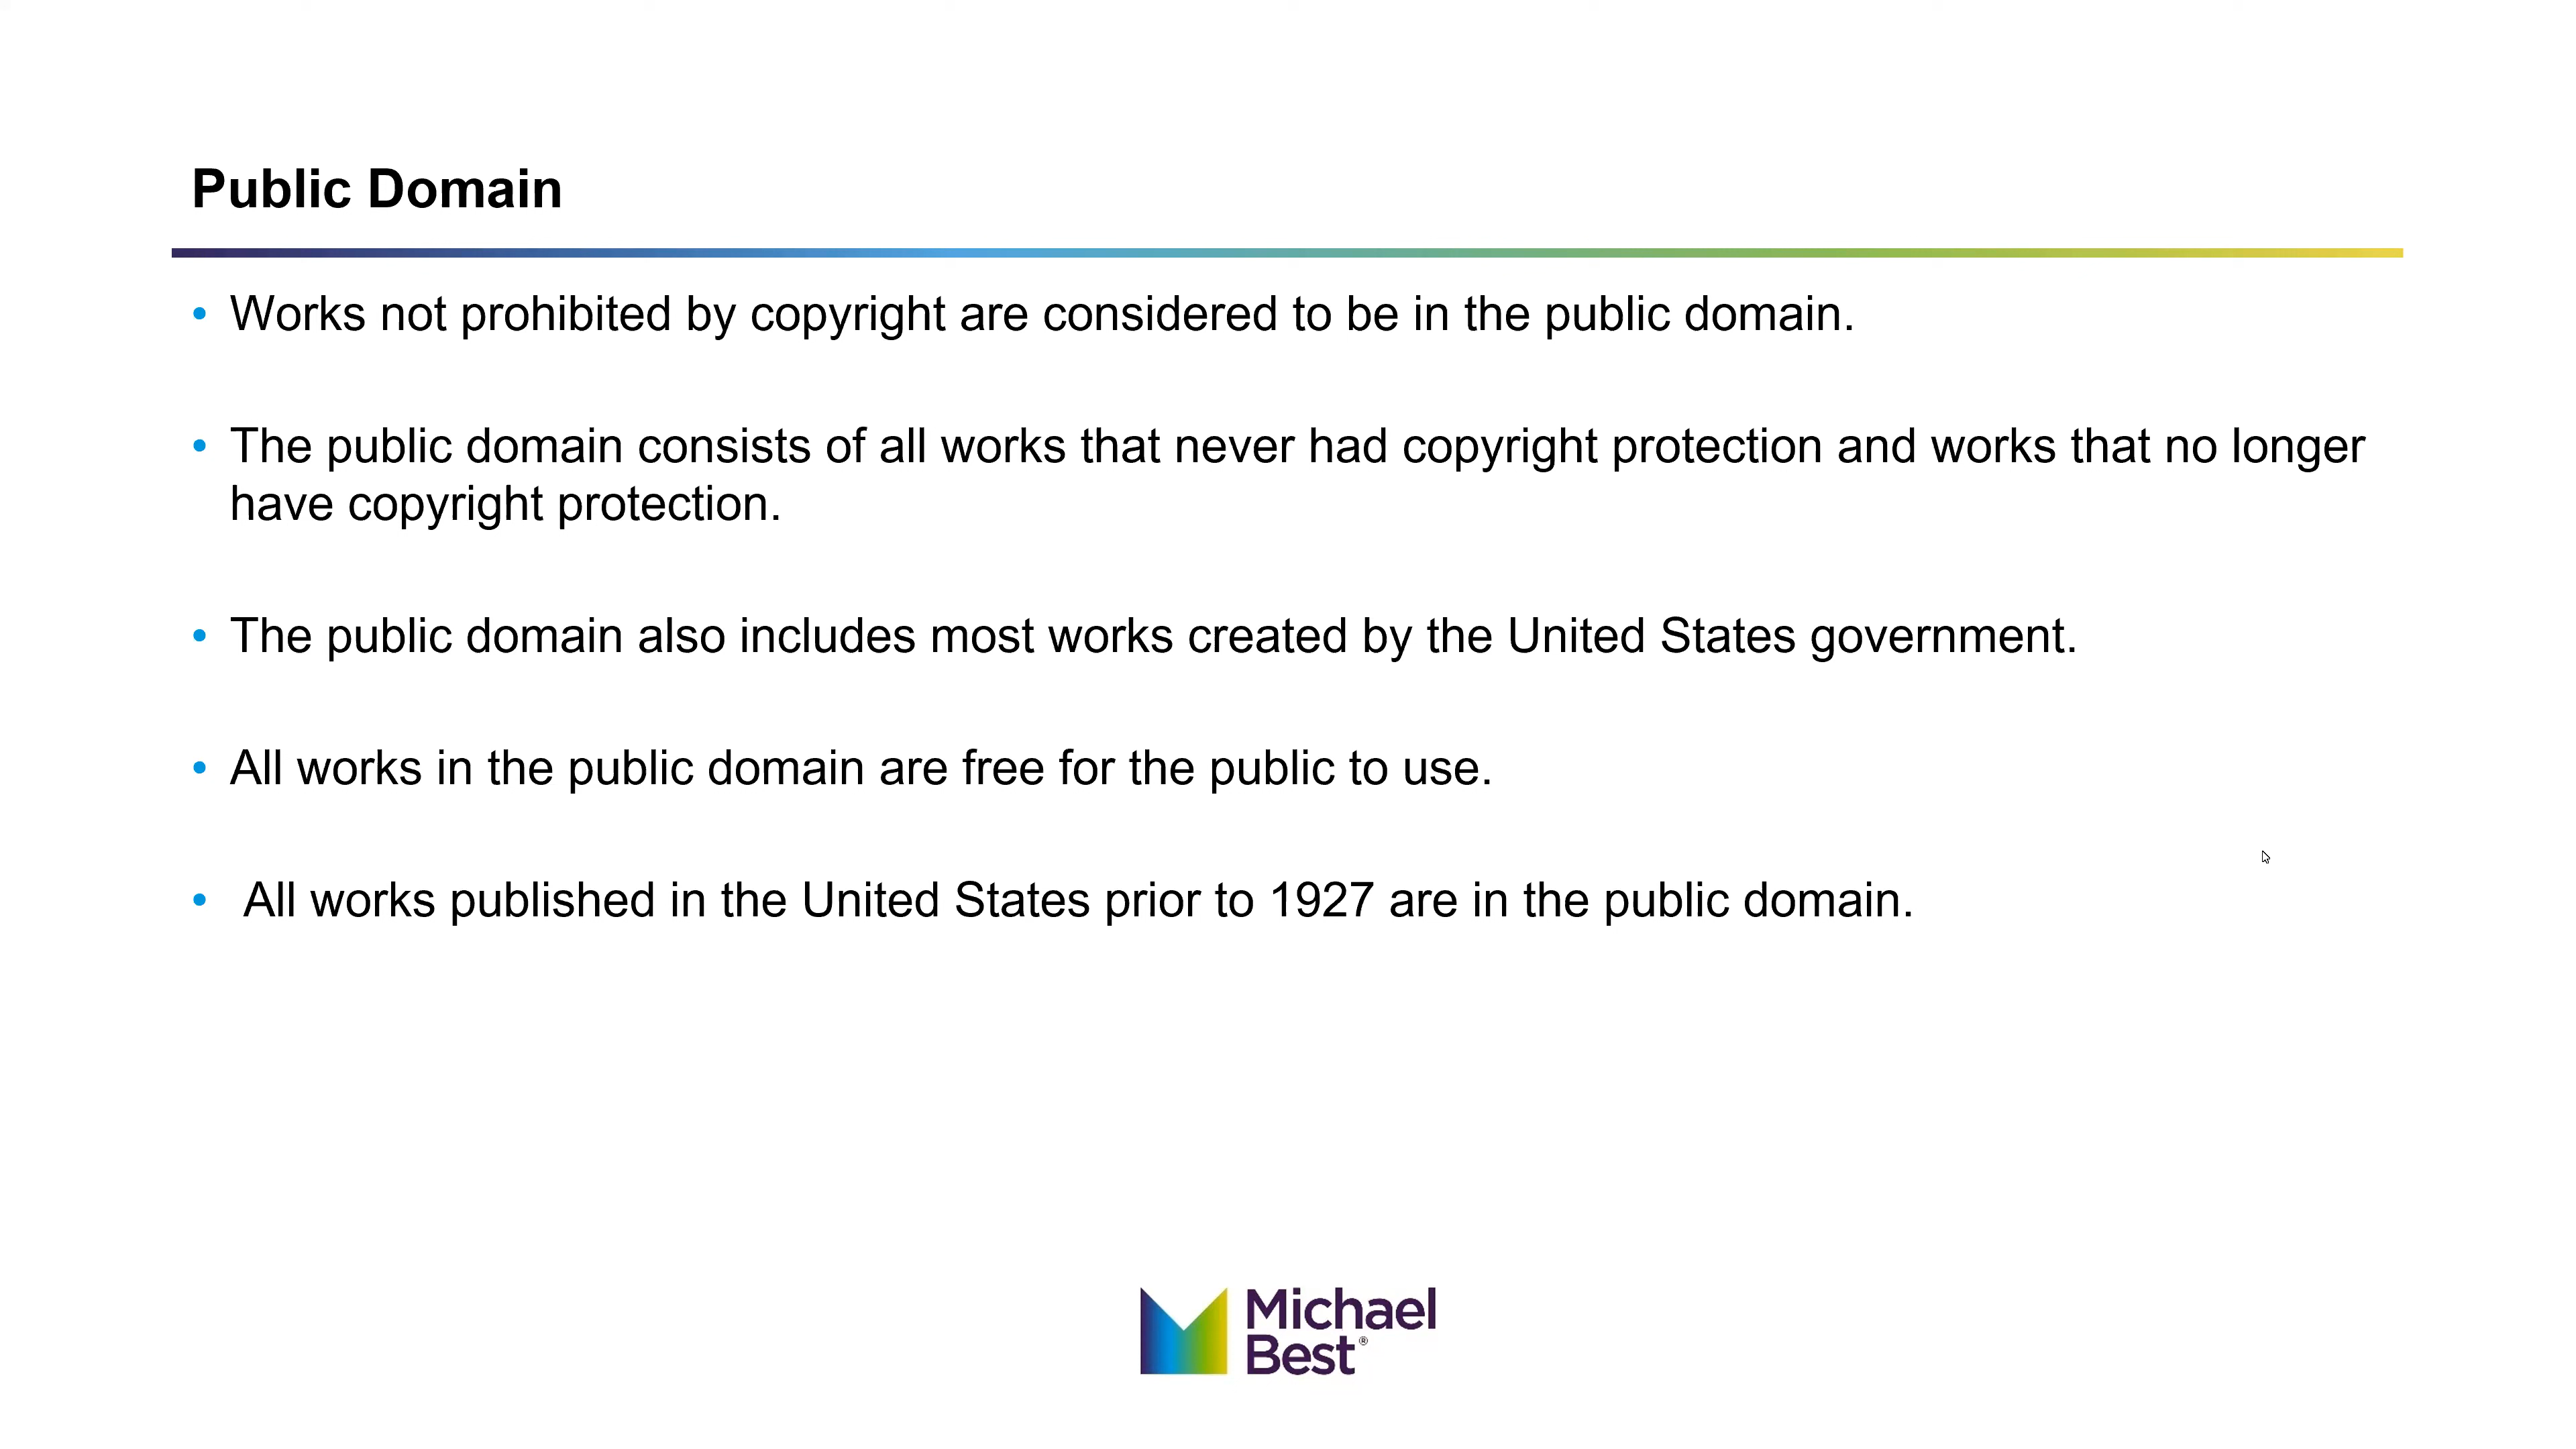 Public Domain
• Works not prohibited by copyright are considered to be in the public domain.
• The public domain consists of all works that never had copyright protection and works that no longer
have copyright protection.
• The public domain also includes most works created by the United States government.
• All works in the public domain are free for the public to use.
• All works published in the United States prior to 1927 are in the public domain.
Michael
Best®